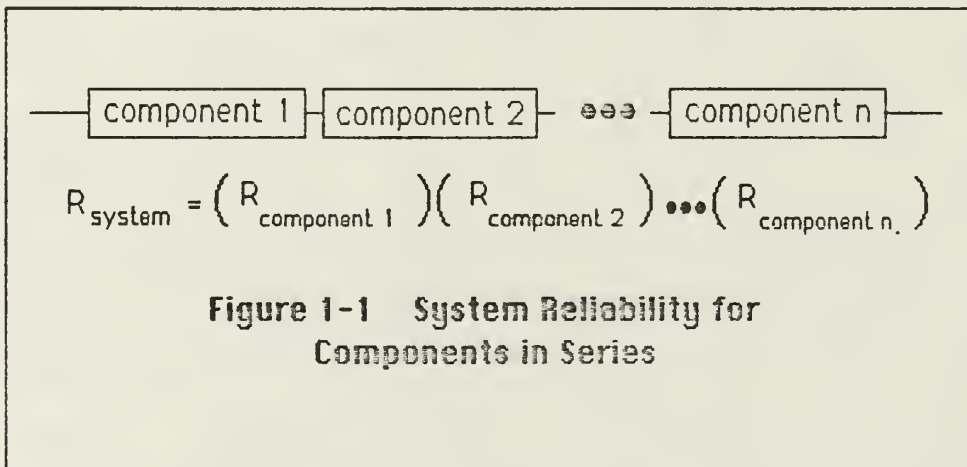 component 1 component 2 ••• component n
R system = ( R component 1 )( R component 2 ) ••• ( R component n. )
Figure 1-1 System Reliability for
Components in Series